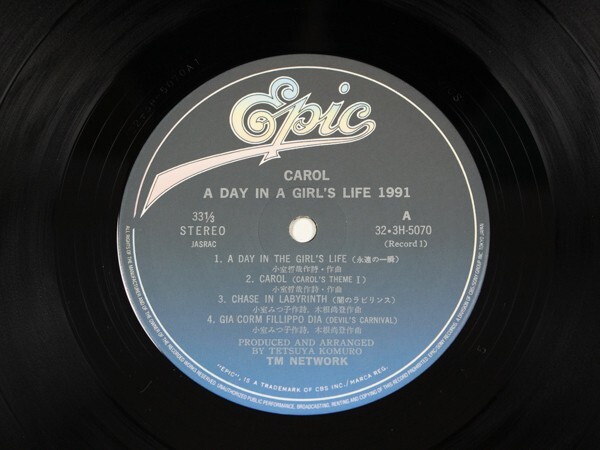 Epic
CAROL
A DAY IN A GIRL'S LIFE 1991
33 1/3
STEREO
JASRAC
A
32•3H-5070
(Record 1)
1. A DAY IN THE GIRL'S LIFE (永遠の一瞬)
小室哲哉作詩・作曲
2. CAROL (CAROL'S THEME I)
小室哲哉作詩・作曲
3. CHASE IN LABYRINTH (闇のラビリンス)
小室みつ子作詩、木根尚登作曲
4. GIA CORM FILLIPPO DIA (DEVIL'S CARNIVAL)
小室みつ子作詩、木根尚登作曲
PRODUCED AND ARRANGED
BY TETSUYA KOMURO
TM NETWORK
"EPIC", IS A TRADEMARK OF CBS INC./MARCA REG.